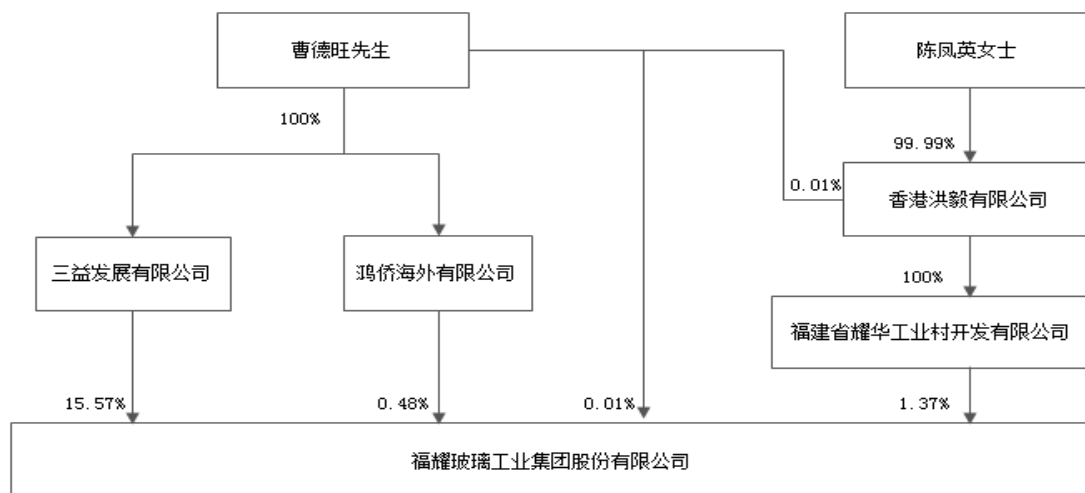 曹德旺先生
陈凤英女士
100%
99.99%
0.01%
香港洪毅有限公司
三益发展有限公司
鸿侨海外有限公司
100%
福建省耀华工业村开发有限公司
15.57%
0.48%
0.01%
1.37%
福耀玻璃工业集团股份有限公司